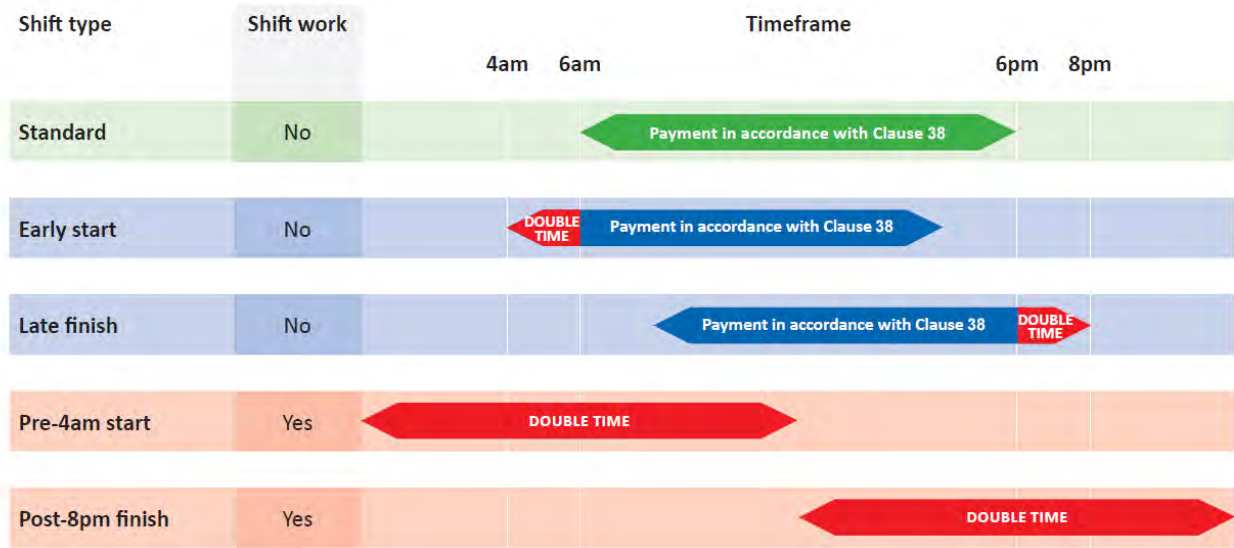 Shift type Shift work Timeframe
4am 6am 6pm 8pm
Standard No Payment in accordance with Clause 38
Early start No DOUBLE TIME Payment in accordance with Clause 38
Late finish No Payment in accordance with Clause 38 DOUBLE TIME
Pre-4am start Yes DOUBLE TIME
Post-8pm finish Yes DOUBLE TIME